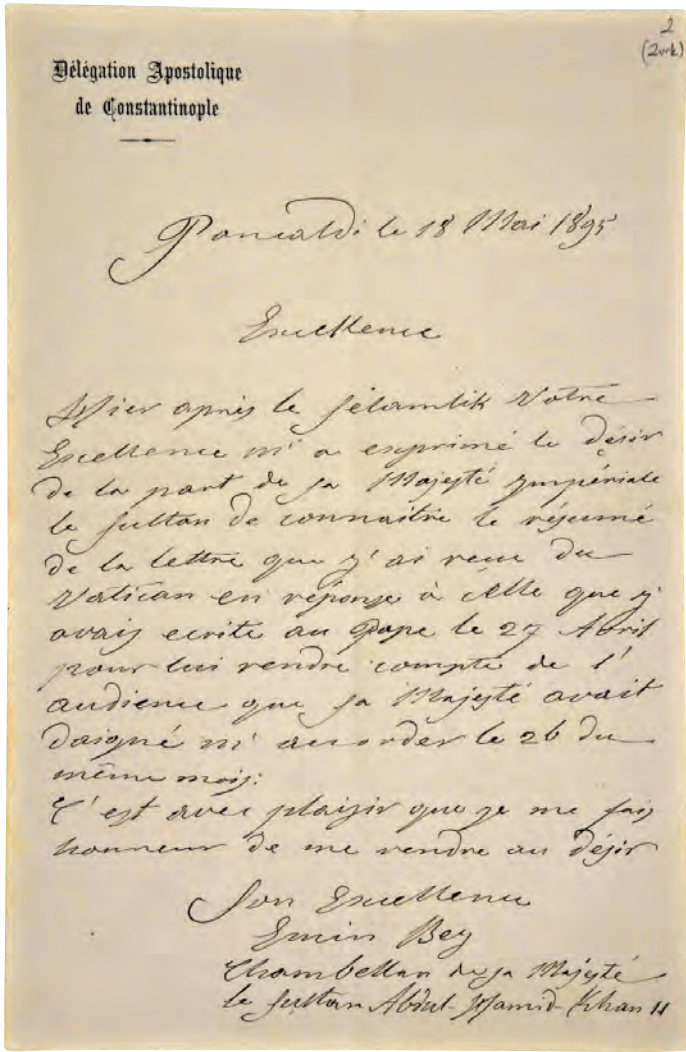 2
(2vrk)
Délégation Apostolique
de Constantinople
Pancaldi le 18 Mai 1895
Excellence
Hier après le sélamlik Votre
Excellence m'a exprimé le désir
de la part de sa Majesté Impériale
le sultan de connaitre le résumé
de la lettre que j'ai reçue du
Vatican en réponse à celle que j'
avais ecrite au Pape le 27 Avril
pour lui rendre compte de l'
audience que sa Majesté avait
daigné m'accorder le 26 du
même mois.
C'est avec plaisir que je me fais
honneur de me rendre au désir
Son Excellence
Emin Bey
Chambellan de sa Majesté
le sultan Abdul-Hamid-Khan II